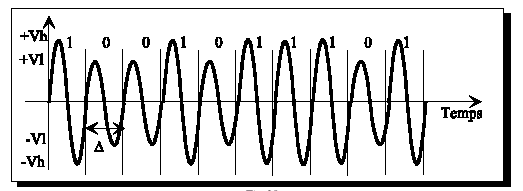 +Vh
1 0 0 1 0 1 1 1 0 1
+Vl
Temps
-Vl
Δ
-Vh